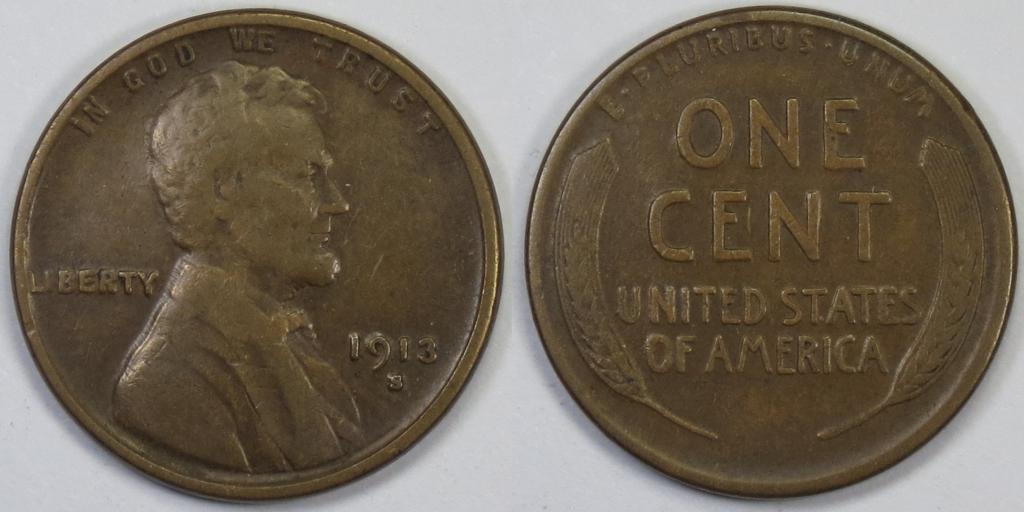 IN GOD WE TRUST
LIBERTY
1913
S
E · PLURIBUS · UNUM
ONE
CENT
UNITED STATES
OF AMERICA